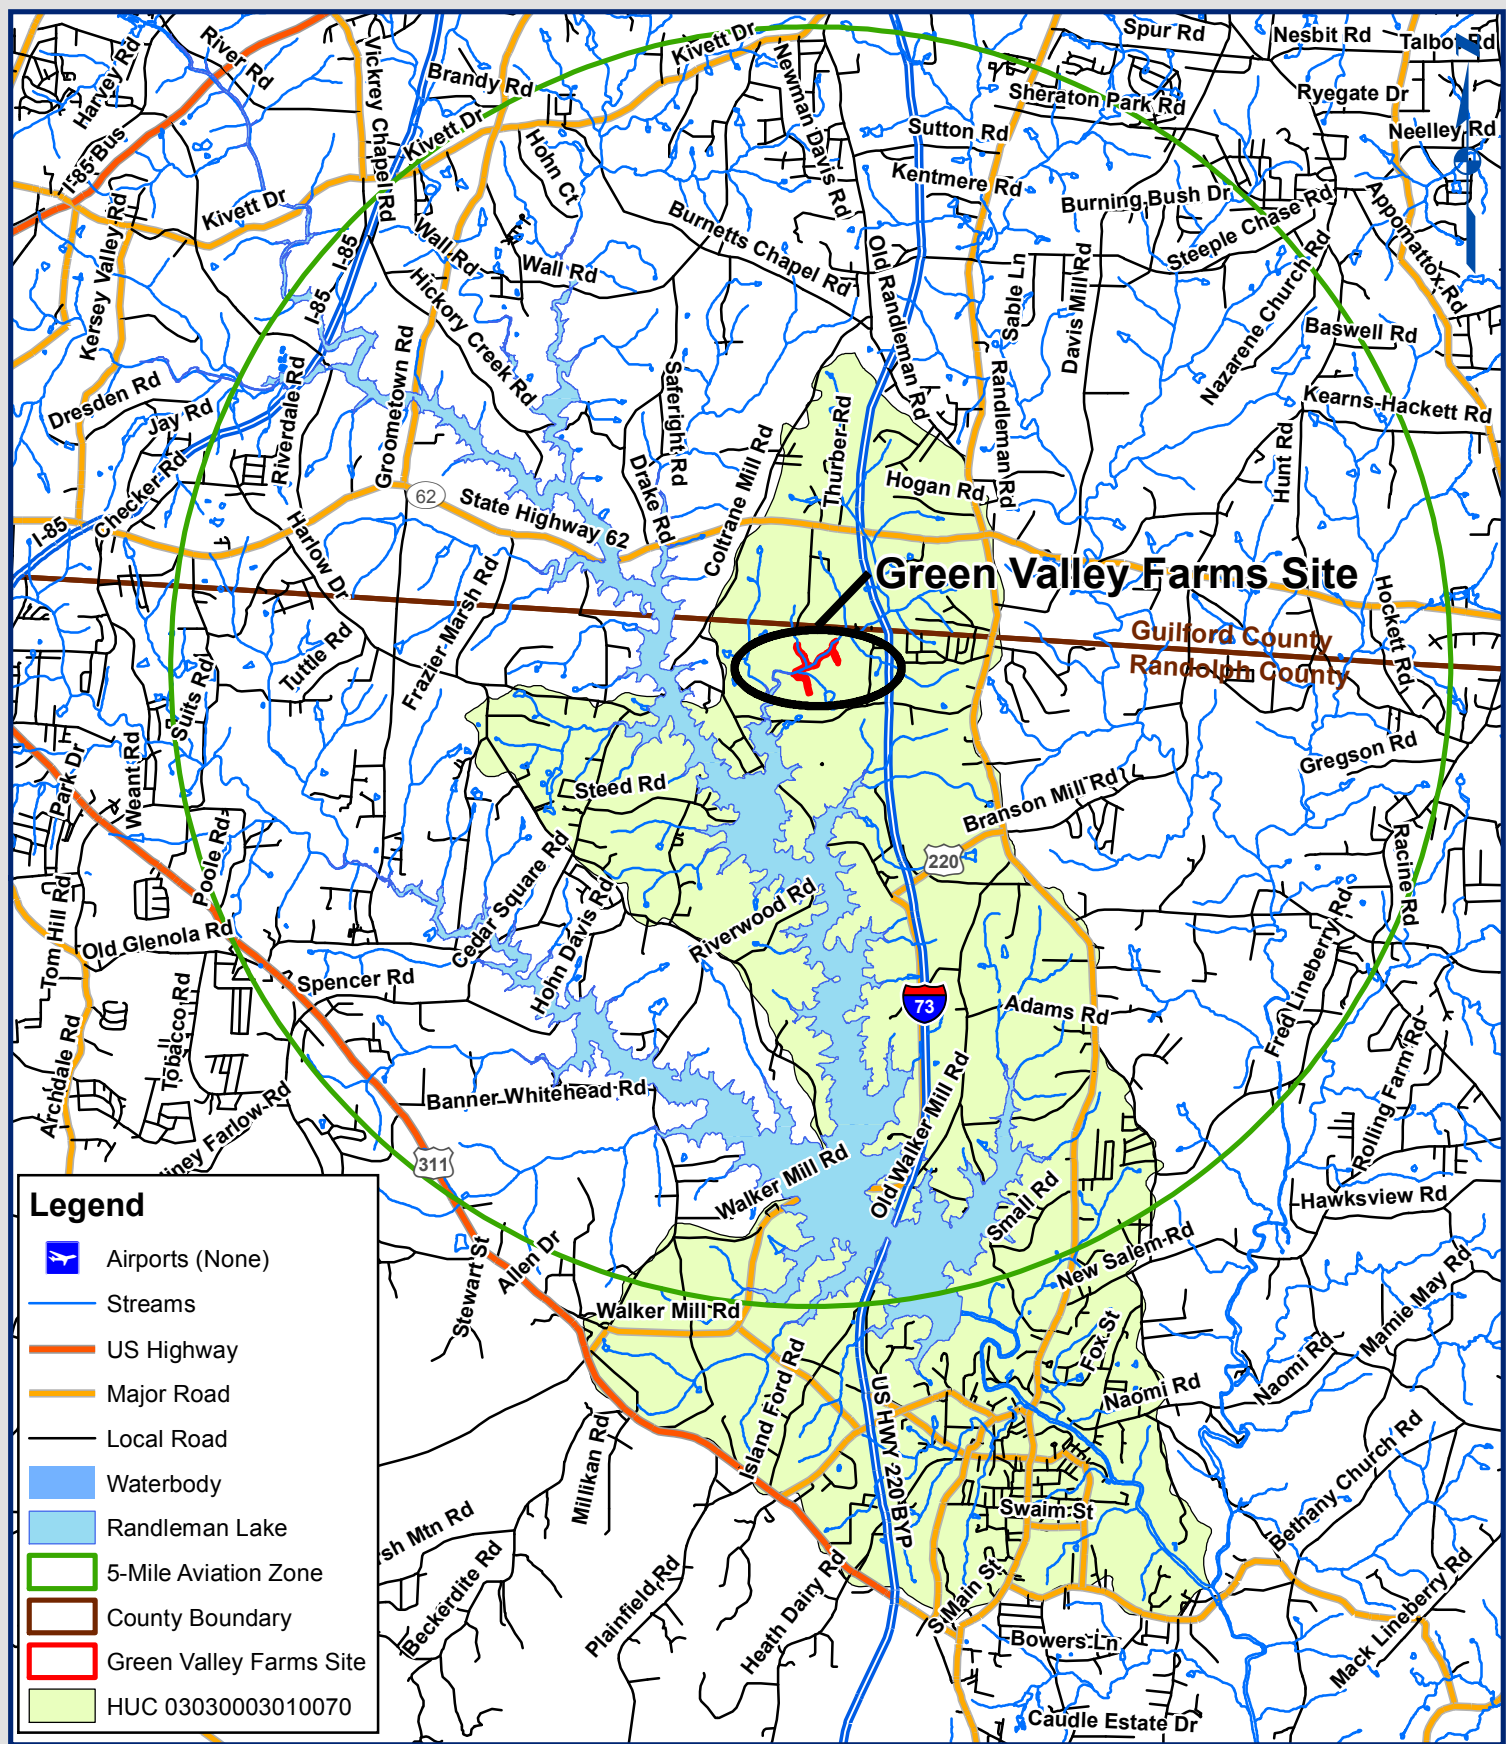 Spur Rd
Nesbit Rd
Talbot Rd
River Rd
Harvey Rd
Vickrey Chapel Rd
Brandy Rd
Kivett Dr
Newman Davis Rd
Sheraton Park Rd
Ryegate Dr
Neelley Rd
I-85 Bus
Kivett Dr
Hohn Ct
Sutton Rd
Kentmere Rd
Burning Bush Dr
Steeple Chase Rd
Appomattox Rd
Kivett Dr
Kersey Valley Rd
Wall Rd
Wall Rd
Burnetts Chapel Rd
Old Randleman Rd
Sable Ln
Davis Mill Rd
Nazarene Church Rd
I-85
I-85
Hickory Creek Rd
Baswell Rd
Kearns-Hackett Rd
Dresden Rd
Jay Rd
Riverdale Rd
Groometown Rd
Saferight Rd
Thurber Rd
Randleman Rd
Checker Rd
62
State Highway 62
Drake Rd
Coltrane Mill Rd
Hogan Rd
Hunt Rd
I-85
Harlow Dr
Frazier-Marsh Rd
Green Valley Farms Site
Guilford County
Randolph County
Hockett Rd
Tuttle Rd
Suits Rd
Park Dr
Weant Rd
Steed Rd
Gregson Rd
Branson Mill Rd
220
Racine Rd
Poole Rd
Tom Hill Rd
Old Glenola Rd
Cedar Square Rd
Hohn Davis Rd
Riverwood Rd
Fred Lineberry Rd
Spencer Rd
73
Adams Rd
Archdale Rd
Tobacco Rd
Banner-Whitehead Rd
Old Walker Mill Rd
Rolling Farm Rd
iney Farlow Rd
311
Walker Mill Rd
Small Rd
Hawksview Rd
New Salem Rd
Stewart St
Allen Dr
Walker Mill Rd
Mamie May Rd
Fox St
Naomi Rd
Naomi Rd
Island Ford Rd
US HWY 220 BYP
Millikan Rd
Bethany Church Rd
Swaim St
rsh Mtn Rd
Beckerdite Rd
Plainfield Rd
Heath Dairy Rd
S Main St
Bowers Ln
Mack Lineberry Rd
Caudle Estate Dr
Legend
Airports (None)
Streams
US Highway
Major Road
Local Road
Waterbody
Randleman Lake
5-Mile Aviation Zone
County Boundary
Green Valley Farms Site
HUC 03030003010070